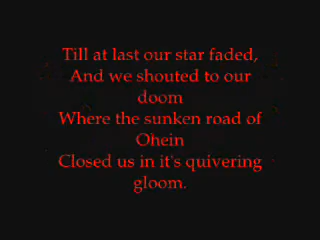 Till at last our star faded,
And we shouted to our
doom
Where the sunken road of
Ohein
Closed us in it's quivering
gloom.